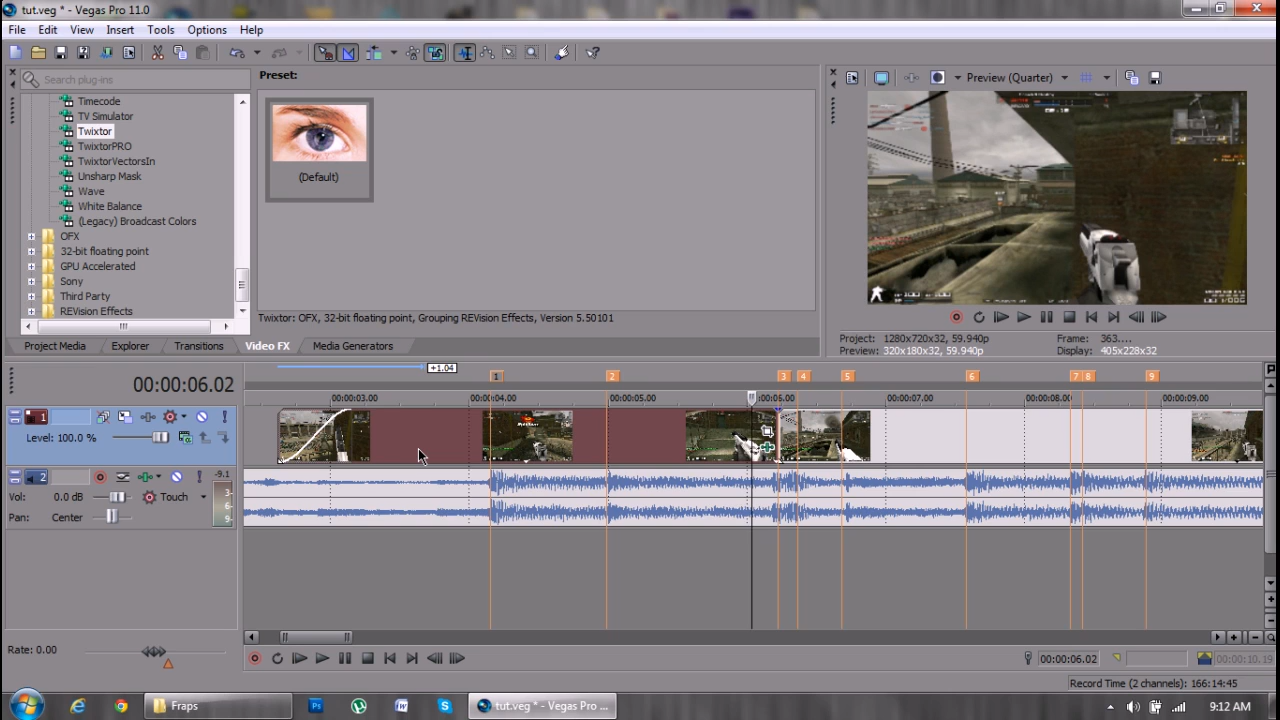 tut.veg * - Vegas Pro 11.0
File Edit View Insert Tools Options Help
Search plug-ins
Preset:
Preview (Quarter)
Timecode
TV Simulator
Twixtor
TwixtorPRO
TwixtorVectorsIn
Unsharp Mask
Wave
White Balance
(Legacy) Broadcast Colors
OFX
32-bit floating point
GPU Accelerated
Sony
Third Party
REVision Effects
(Default)
Twixtor: OFX, 32-bit floating point, Grouping REVision Effects, Version 5.50101
Project Media Explorer Transitions Video FX Media Generators
Project: 1280x720x32, 59.940p Frame: 363....
Preview: 320x180x32, 59.940p Display: 405x228x32
+1.04
1 2 3 4 5 6 7 8 9
00:00:06.02
00:00:03.00 00:00:04.00 00:00:05.00 :00:06.00 00:00:07.00 00:00:08.00 00:00:09.00
1
Level: 100.0 %
2
-9.1
Vol: 0.0 dB Touch
3-
6-
9-
Pan: Center
Rate: 0.00
00:00:06.02
00:00:10.19
Record Time (2 channels): 166:14:45
Fraps
tut.veg * - Vegas Pro ...
9:12 AM